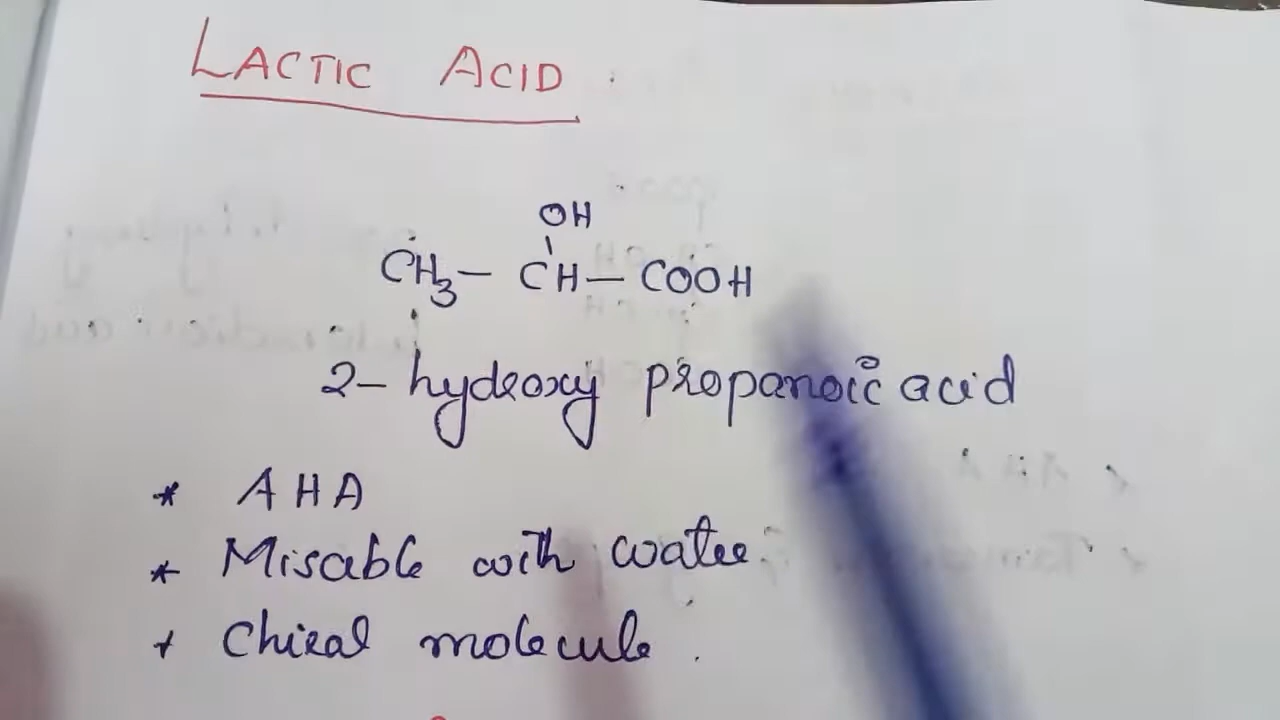 LACTIC ACID
OH
CH3 — CH — COOH
2- hydroxy propanoic acid
* AHA
* Misable with water
+ Chiral molecule.